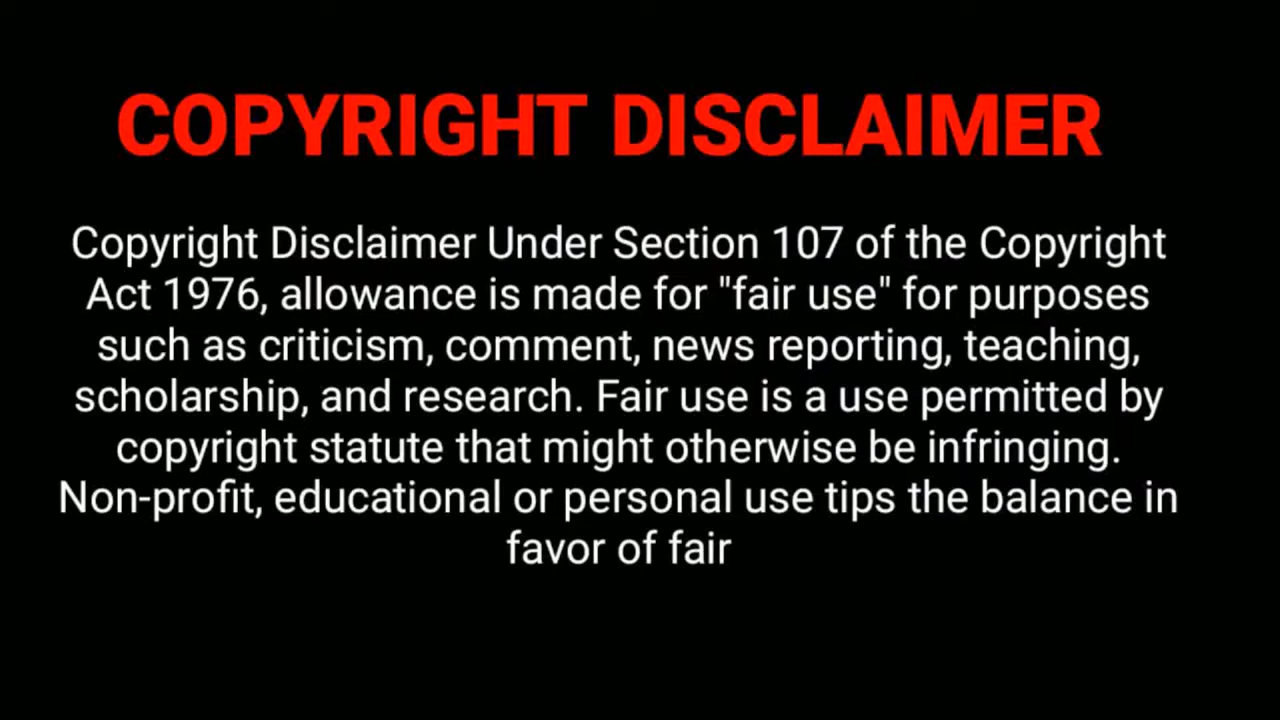 COPYRIGHT DISCLAIMER
Copyright Disclaimer Under Section 107 of the Copyright
Act 1976, allowance is made for "fair use" for purposes
such as criticism, comment, news reporting, teaching,
scholarship, and research. Fair use is a use permitted by
copyright statute that might otherwise be infringing.
Non-profit, educational or personal use tips the balance in
favor of fair